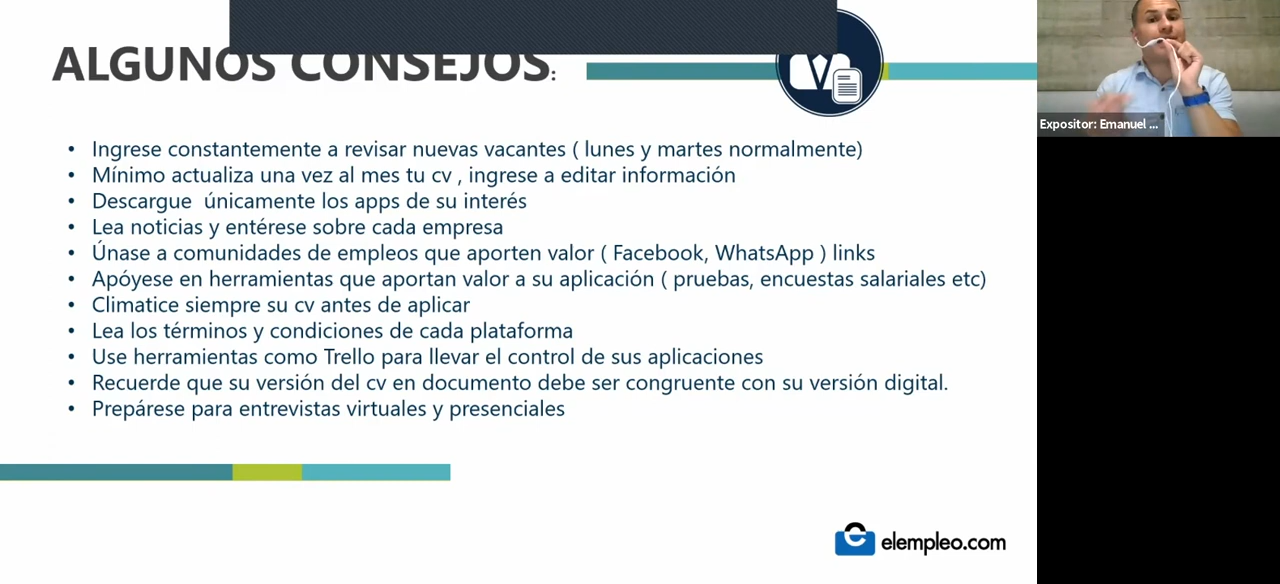 ALGUNOS CONSEJOS:
• Ingrese constantemente a revisar nuevas vacantes ( lunes y martes normalmente)
• Mínimo actualiza una vez al mes tu cv , ingrese a editar información
• Descargue  únicamente los apps de su interés
• Lea noticias y entérese sobre cada empresa
• Únase a comunidades de empleos que aporten valor ( Facebook, WhatsApp ) links
• Apóyese en herramientas que aportan valor a su aplicación ( pruebas, encuestas salariales etc)
• Climatice siempre su cv antes de aplicar
• Lea los términos y condiciones de cada plataforma
• Use herramientas como Trello para llevar el control de sus aplicaciones
• Recuerde que su versión del cv en documento debe ser congruente con su versión digital.
• Prepárese para entrevistas virtuales y presenciales
elempleo.com
Expositor: Emanuel ...